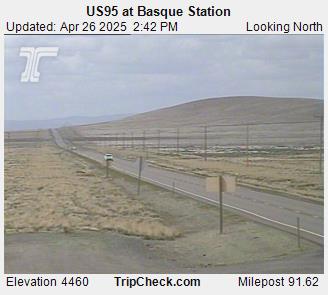 US95 at Basque Station
Updated: Apr 26 2025 2:42 PM Looking North
Elevation 4460 TripCheck.com Milepost 91.62